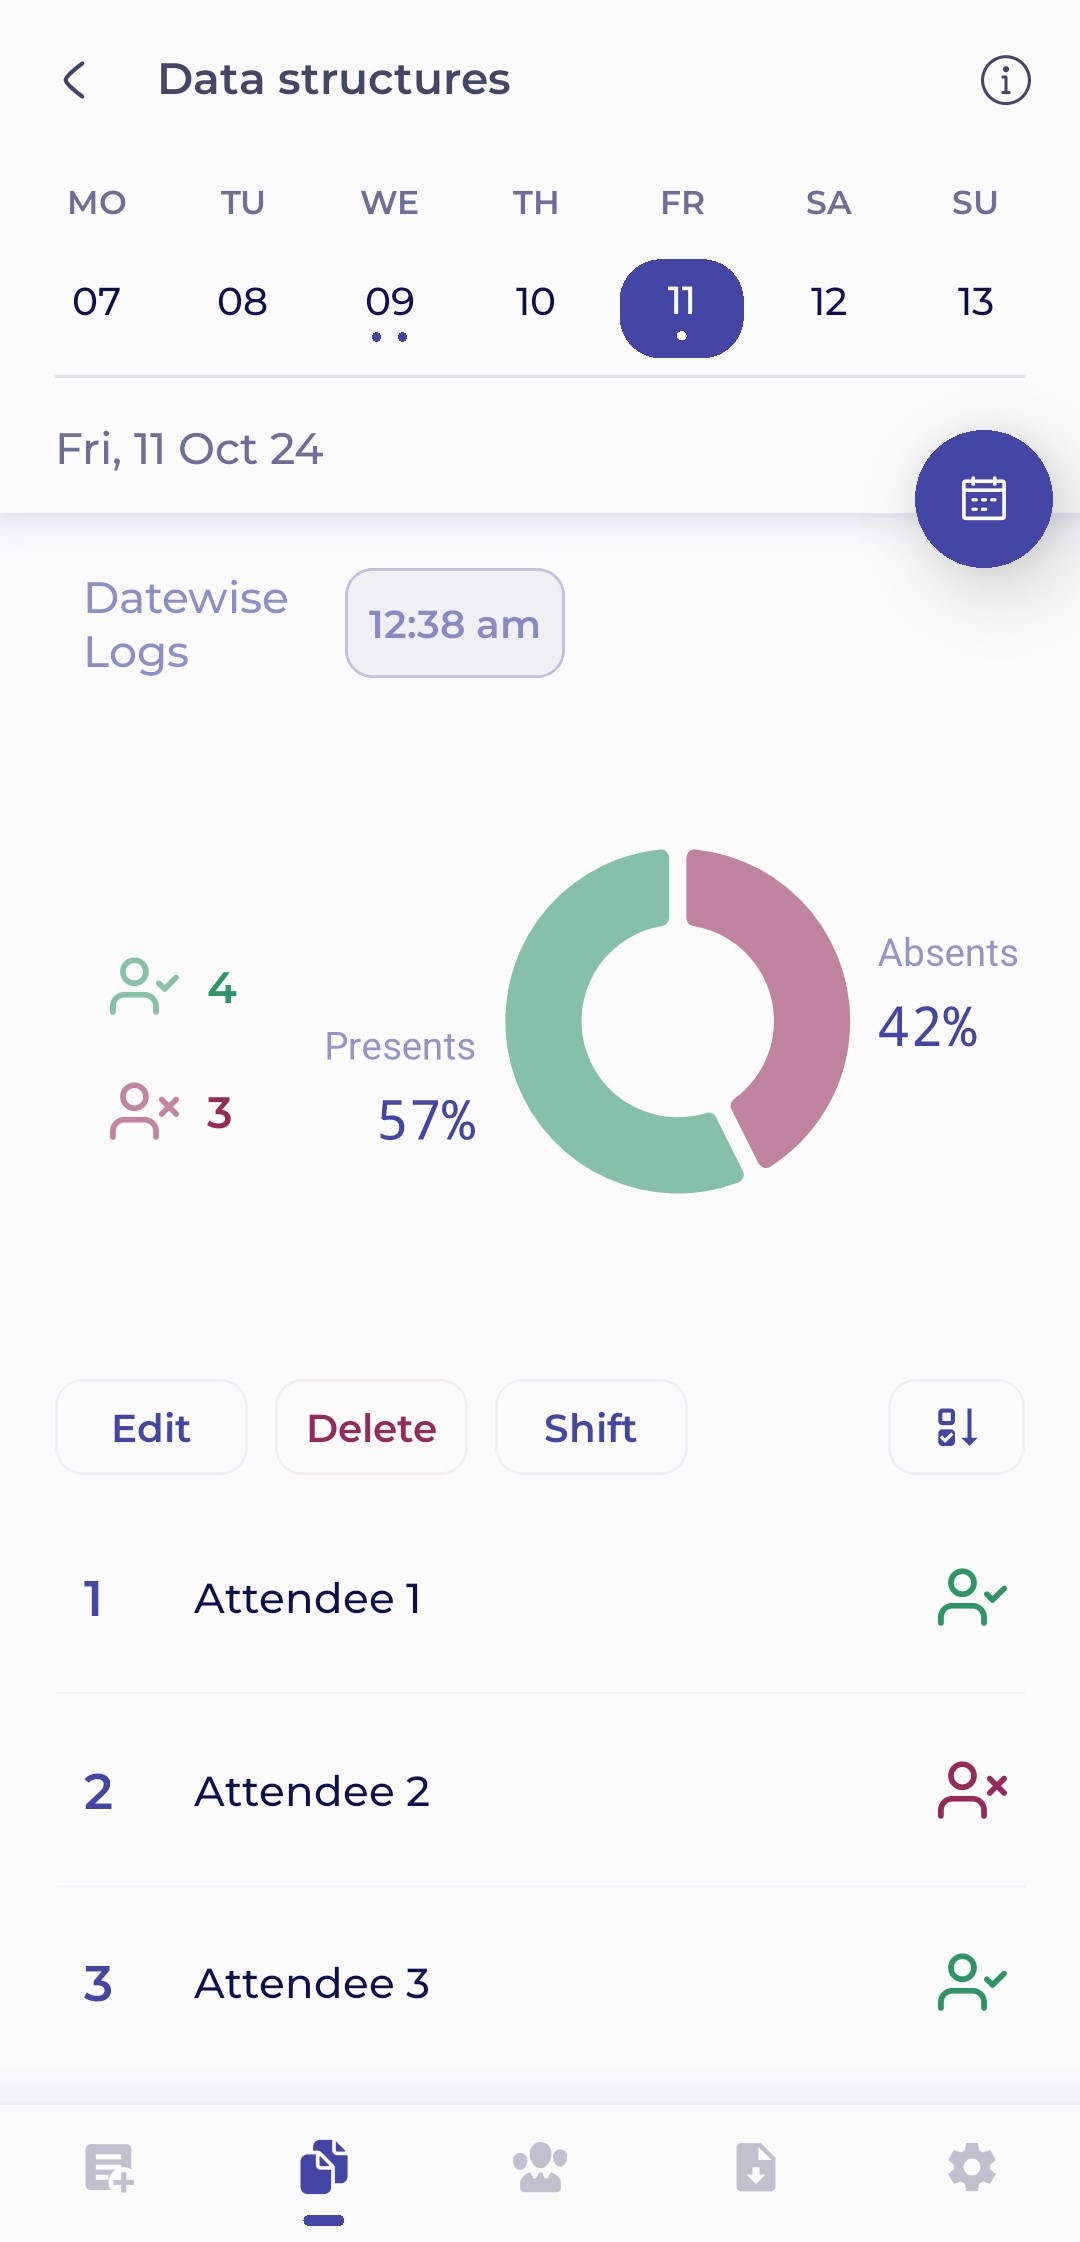 Data structures
MO TU WE TH FR SA SU
07 08 09 10 11 12 13
Fri, 11 Oct 24
Datewise
Logs
12:38 am
4
3
Presents
57%
Absents
42%
Edit Delete Shift
1 Attendee 1
2 Attendee 2
3 Attendee 3